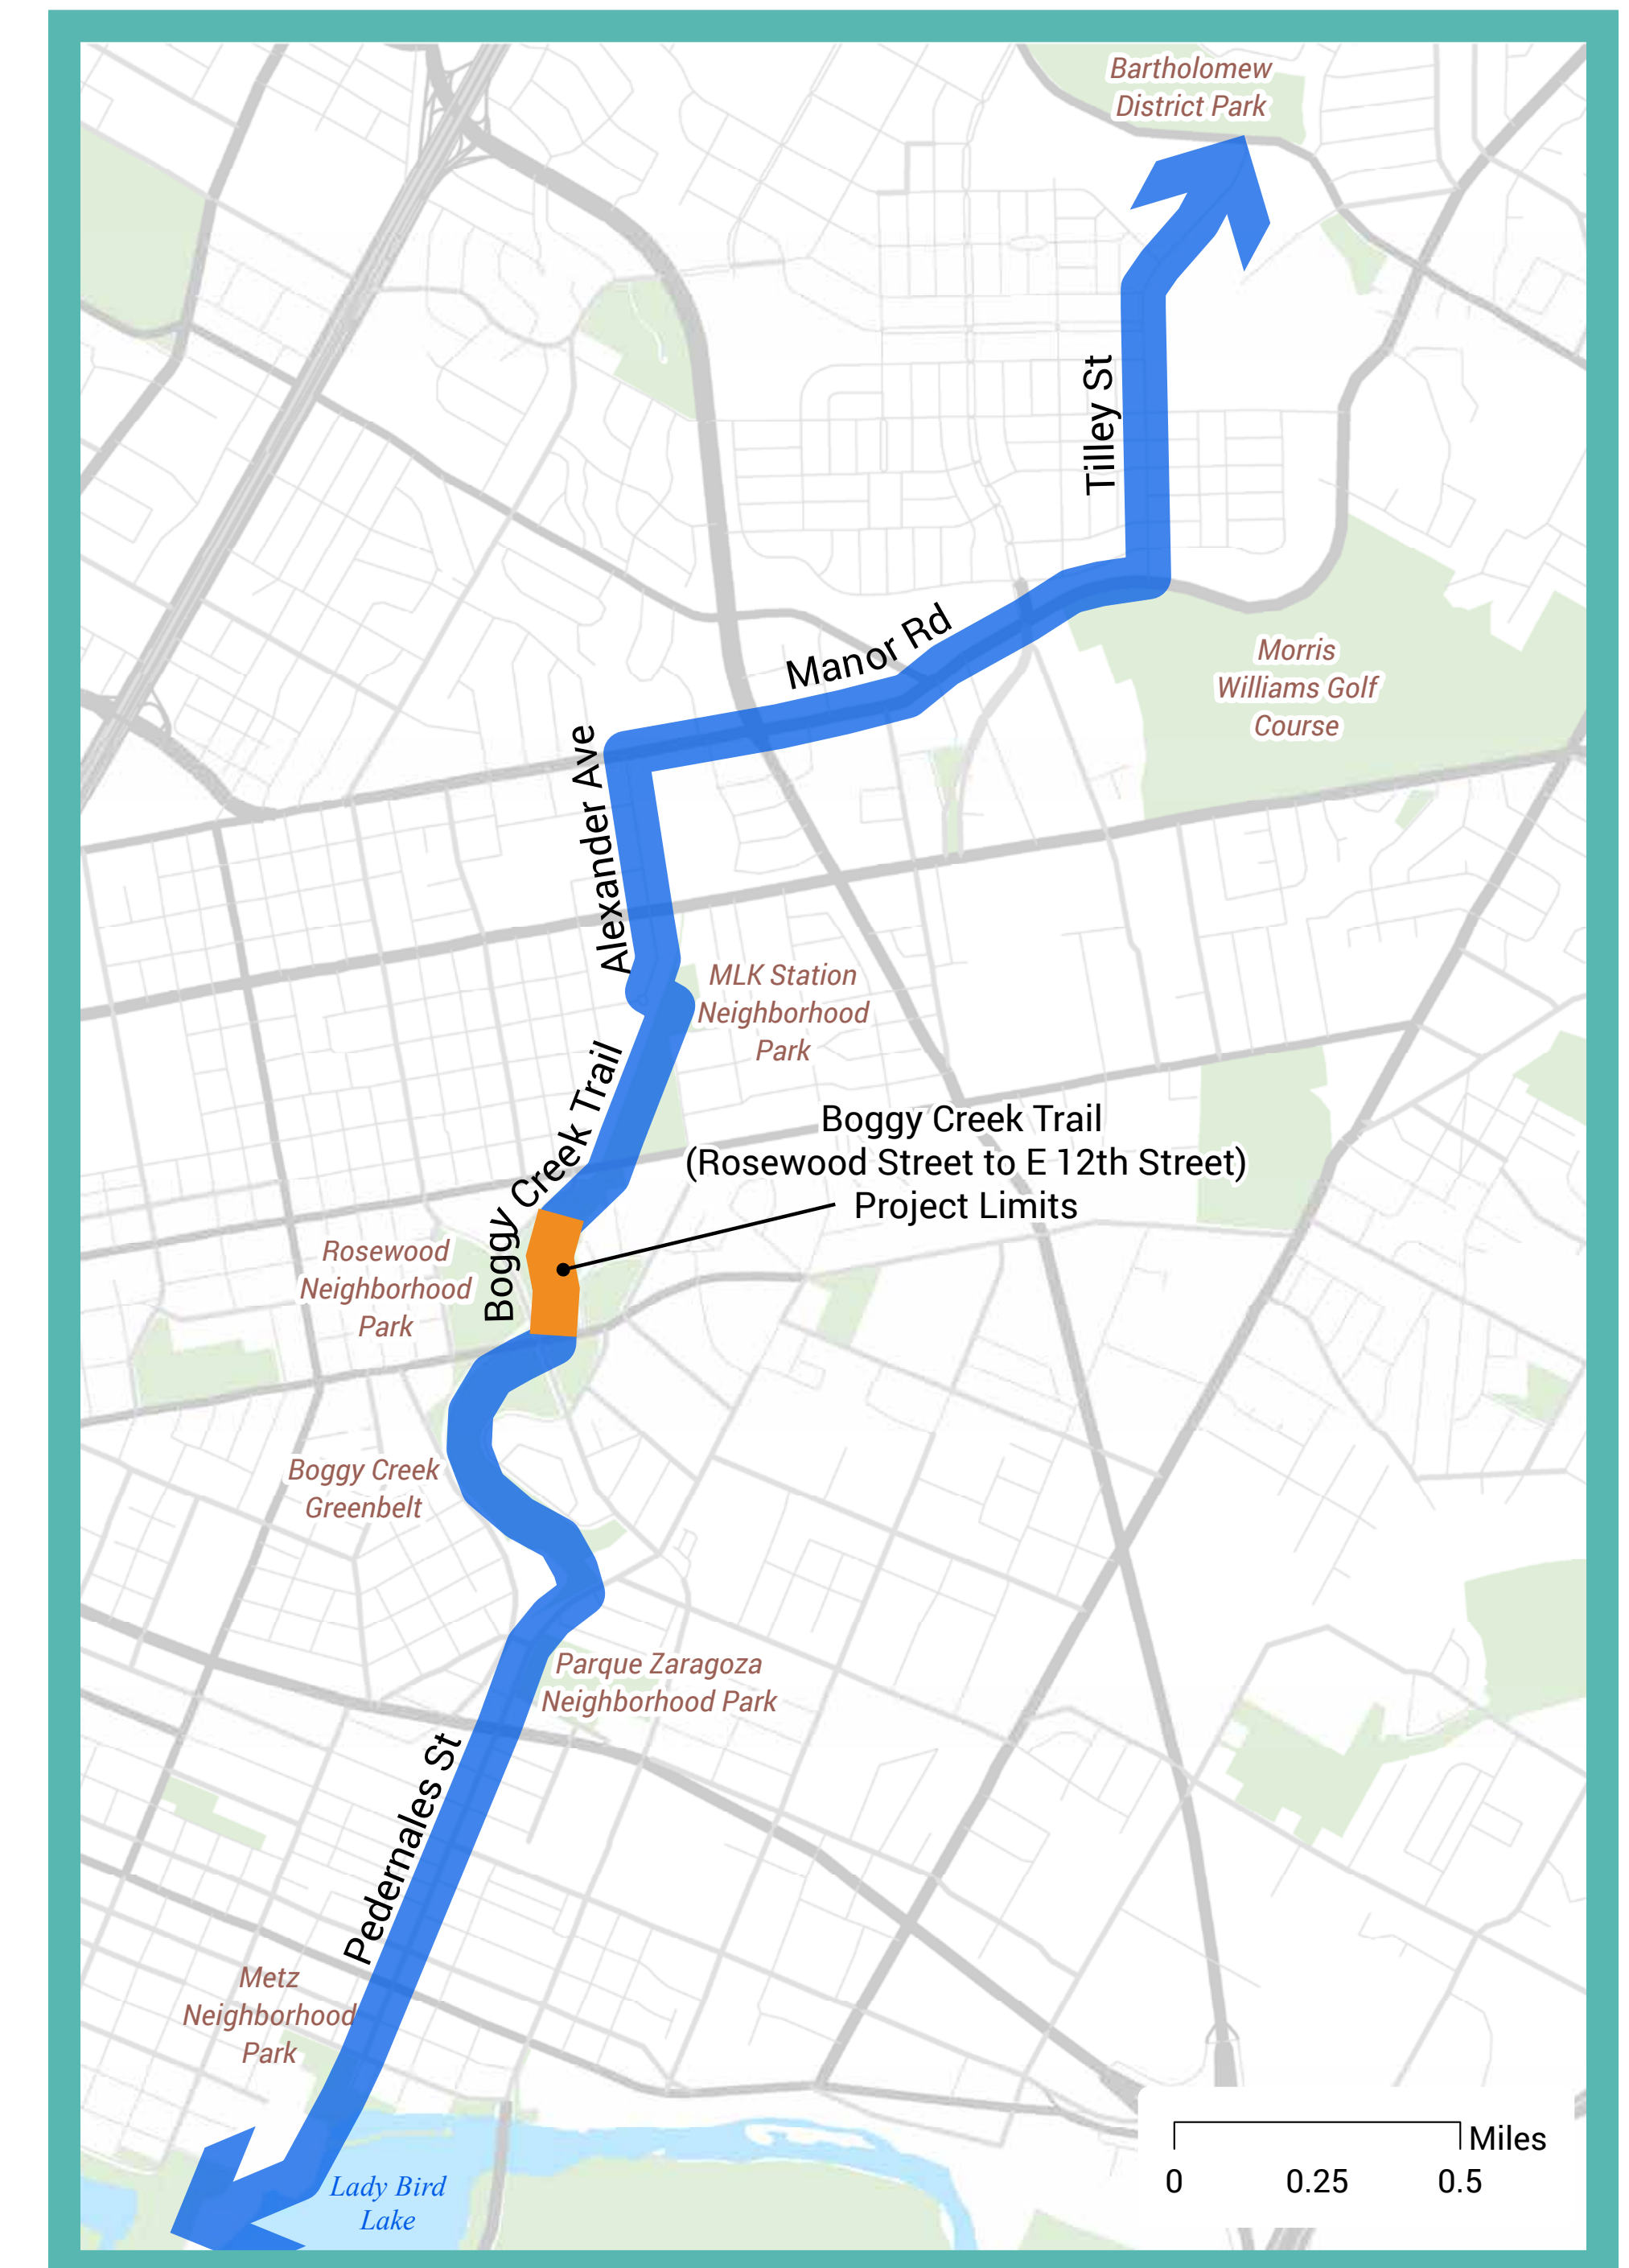 Bartholomew
District Park
Tilley St
Manor Rd
Morris
Williams Golf
Course
Alexander Ave
MLK Station
Neighborhood
Park
Boggy Creek Trail
Boggy Creek Trail
(Rosewood Street to E 12th Street)
Project Limits
Rosewood
Neighborhood
Park
Boggy Creek
Greenbelt
Parque Zaragoza
Neighborhood Park
Pedernales St
Metz
Neighborhood
Park
Lady Bird
Lake
Miles
0 0.25 0.5